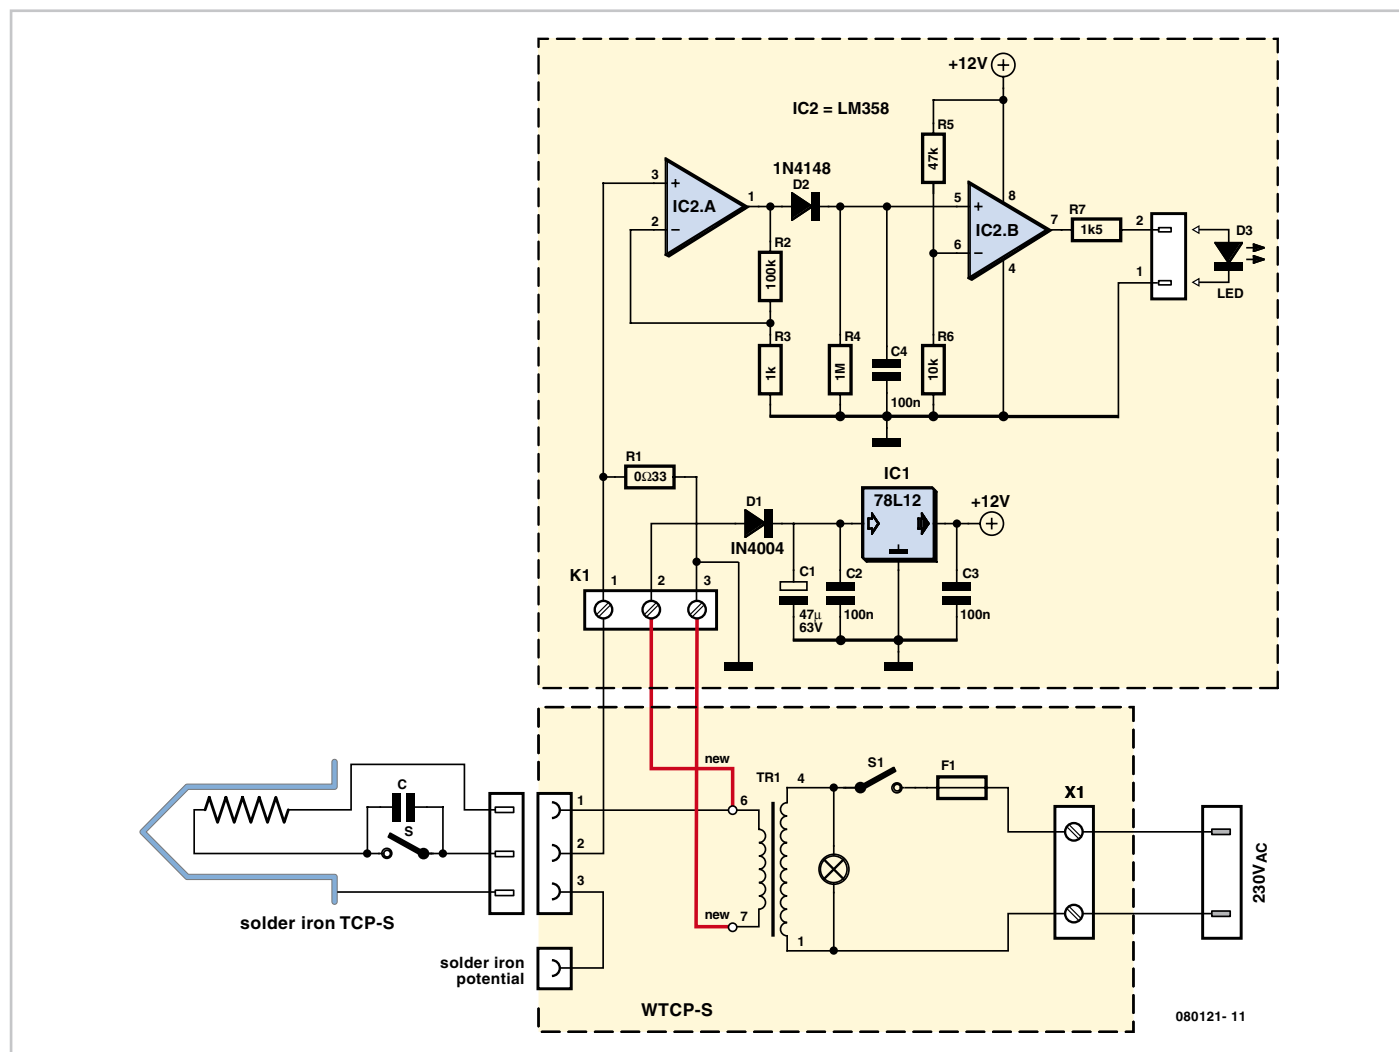 +12V
IC2 = LM358
R5
47k
1N4148
D2
3
+
IC2.A
1
2
–
R2
100k
5
+
8
IC2.B
7
6
–
4
R7
1k5
2
1
D3
LED
R3
1k
R4
1M
C4
100n
R6
10k
R1
0Ω33
IC1
78L12
+12V
D1
IN4004
K1
1
2
3
C1
47µ
63V
C2
100n
C3
100n
new
TR1
4
S1
F1
X1
6
C
S
1
2
3
new
7
1
230VAC
solder iron TCP-S
solder iron
potential
WTCP-S
080121- 11